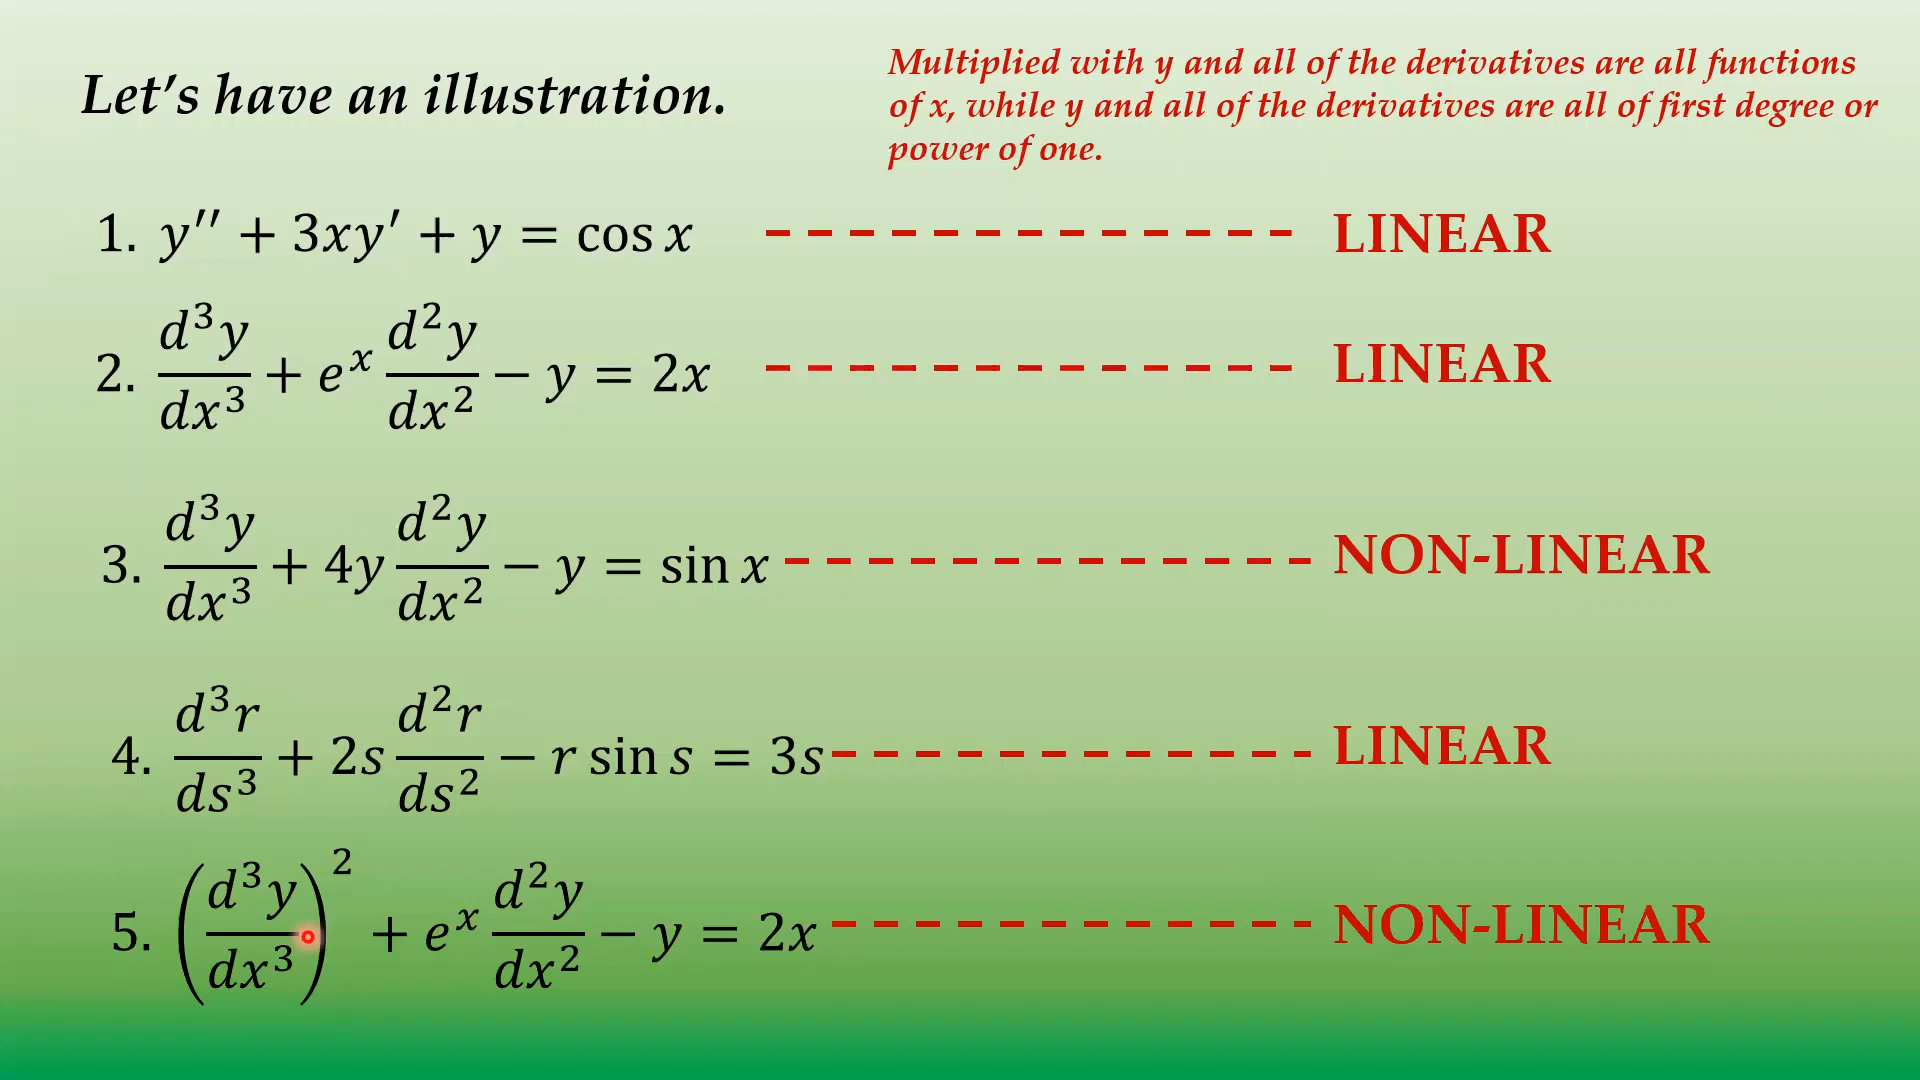 Let's have an illustration.
Multiplied with y and all of the derivatives are all functions
of x, while y and all of the derivatives are all of first degree or
power of one.
1. y′′ + 3xy′ + y = cos x LINEAR
2. d³y/dx³ + eˣ d²y/dx² − y = 2x LINEAR
3. d³y/dx³ + 4y d²y/dx² − y = sin x NON-LINEAR
4. d³r/ds³ + 2s d²r/ds² − r sin s = 3s LINEAR
5. (d³y/dx³)² + eˣ d²y/dx² − y = 2x NON-LINEAR